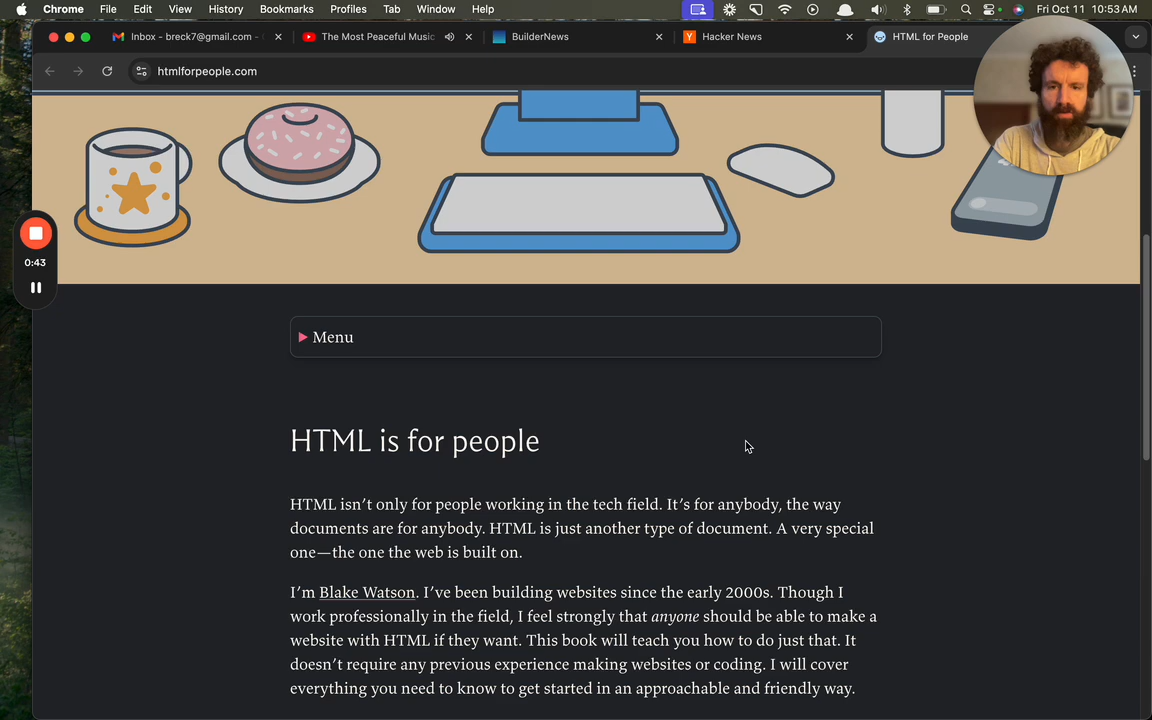 Chrome File Edit View History Bookmarks Profiles Tab Window Help Fri Oct 11 10:53 AM
Inbox - breck7@gmail.com - The Most Peaceful Music BuilderNews Hacker News HTML for People
htmlforpeople.com
0:43
Menu
HTML is for people
HTML isn’t only for people working in the tech field. It’s for anybody, the way
documents are for anybody. HTML is just another type of document. A very special
one—the one the web is built on.
I’m Blake Watson. I’ve been building websites since the early 2000s. Though I
work professionally in the field, I feel strongly that anyone should be able to make a
website with HTML if they want. This book will teach you how to do just that. It
doesn’t require any previous experience making websites or coding. I will cover
everything you need to know to get started in an approachable and friendly way.